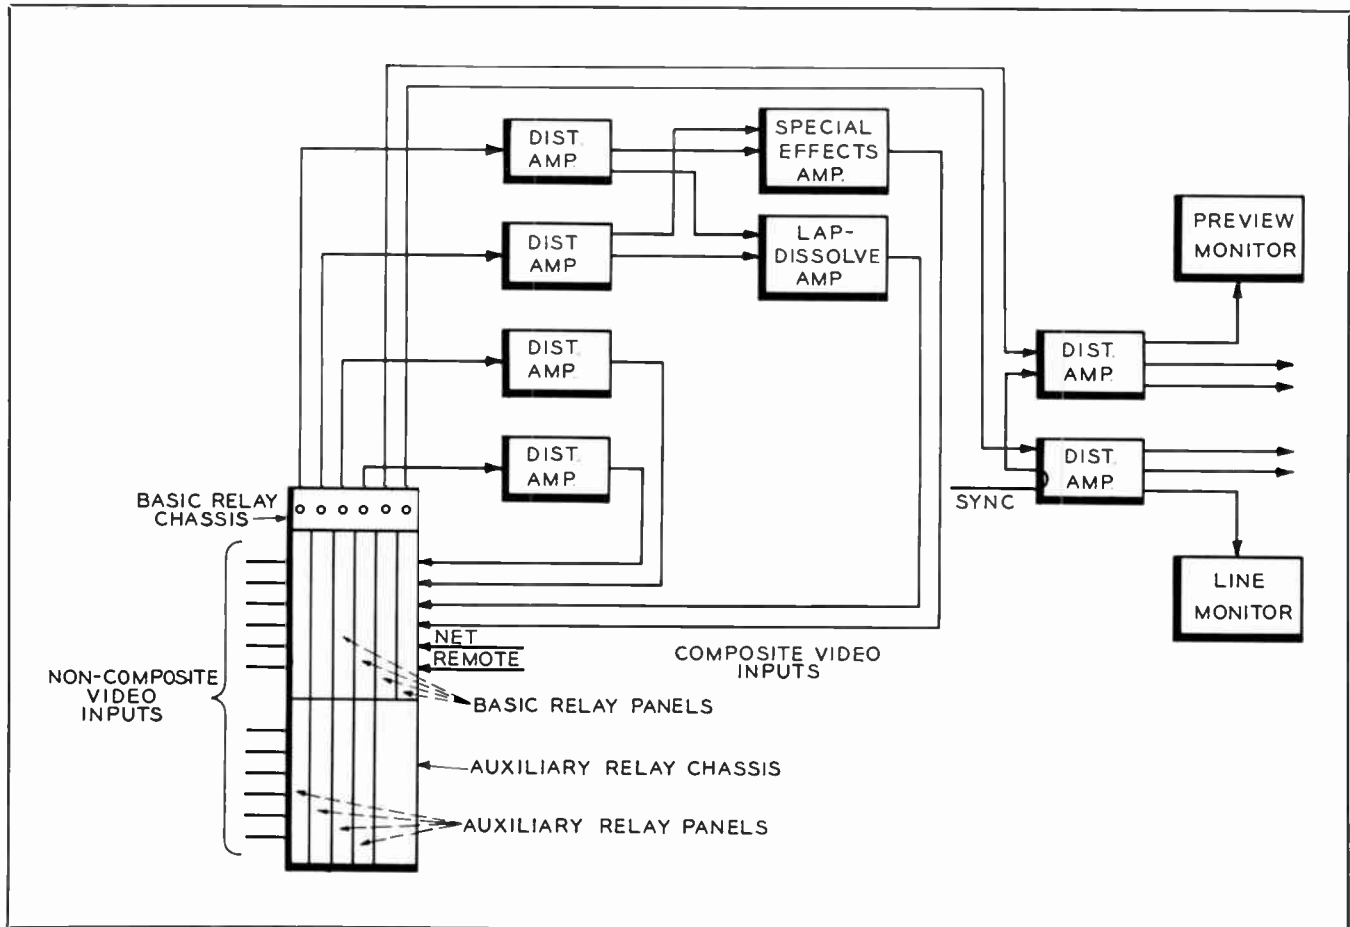 DIST.
AMP.
SPECIAL
EFFECTS
AMP.
DIST
AMP
LAP-
DISSOLVE
AMP
PREVIEW
MONITOR
DIST.
AMP.
DIST.
AMP.
DIST.
AMP.
DIST.
AMP.
SYNC
BASIC RELAY
CHASSIS
LINE
MONITOR
NET
REMOTE
COMPOSITE VIDEO
INPUTS
NON-COMPOSITE
VIDEO
INPUTS
BASIC RELAY PANELS
AUXILIARY RELAY CHASSIS
AUXILIARY RELAY PANELS